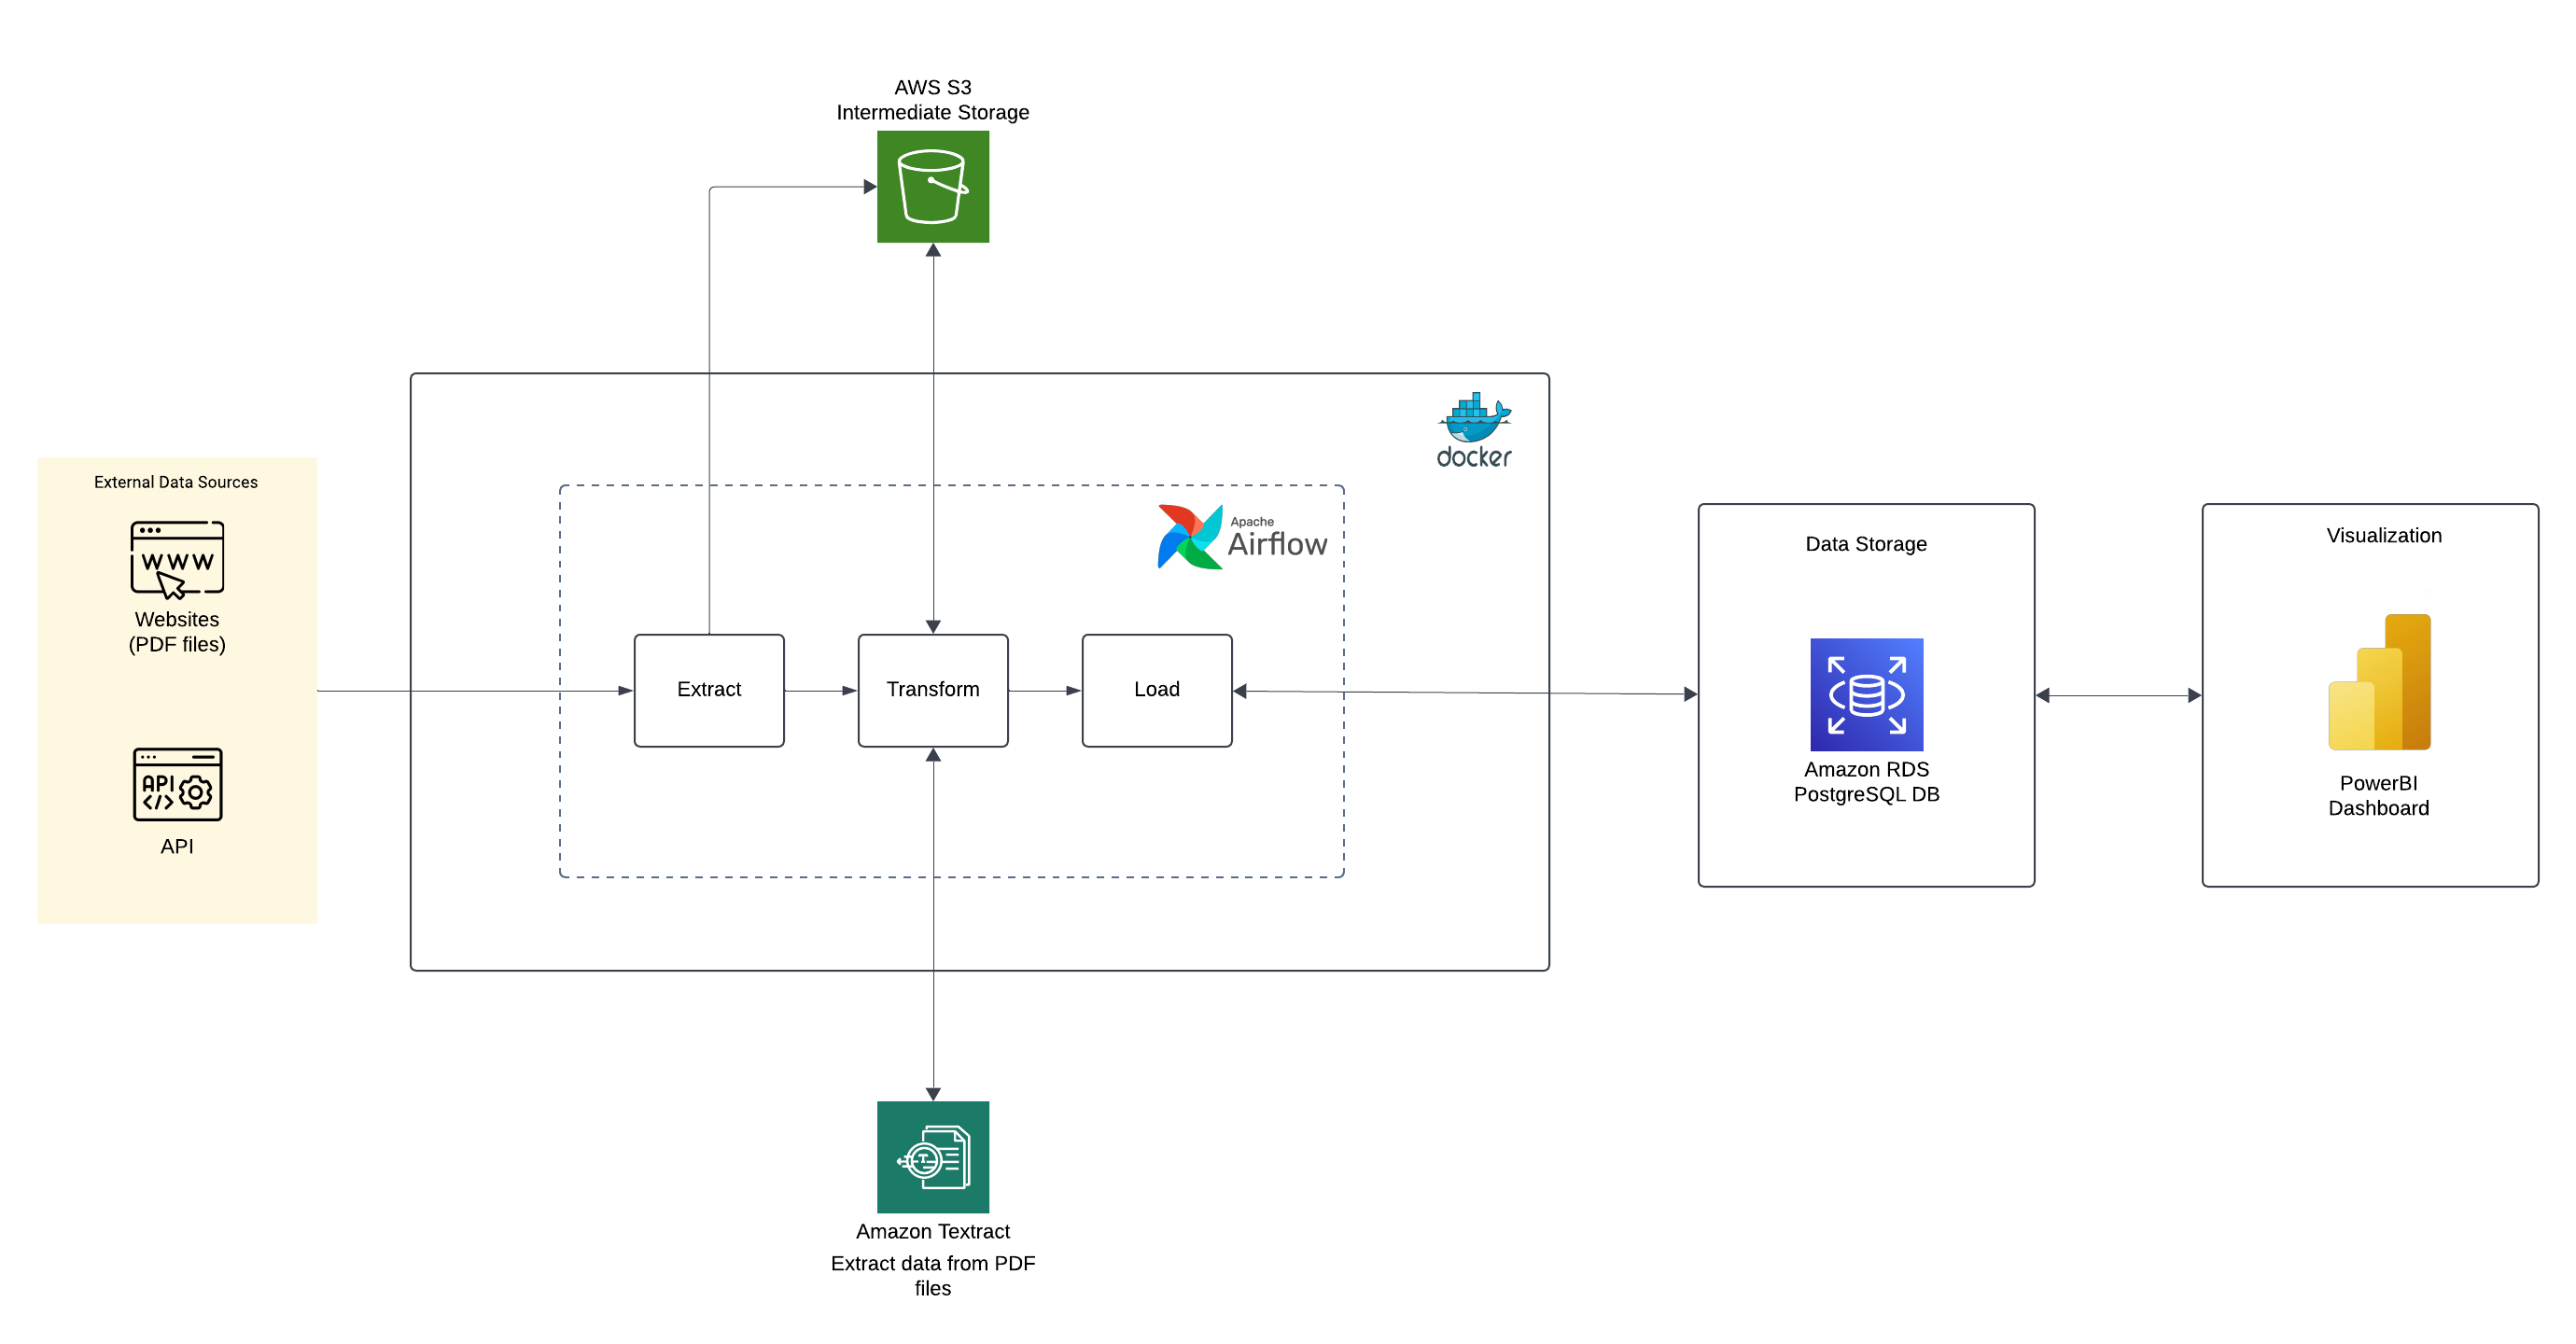 AWS S3
Intermediate Storage
docker
External Data Sources
WWW
Websites
(PDF files)
API
</>
API
Apache
Airflow
Extract
Transform
Load
Data Storage
Amazon RDS
PostgreSQL DB
Visualization
PowerBI
Dashboard
T
Amazon Textract
Extract data from PDF
files